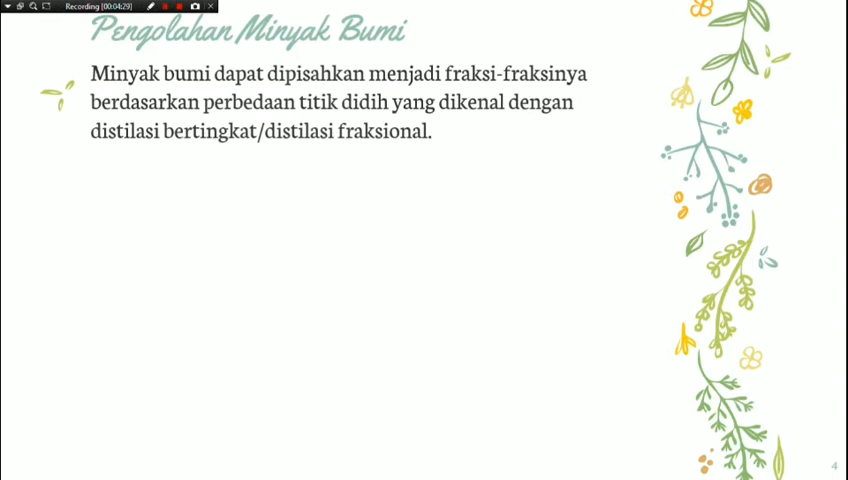 Recording [00:04:29]
Pengolahan Minyak Bumi
Minyak bumi dapat dipisahkan menjadi fraksi-fraksinya
berdasarkan perbedaan titik didih yang dikenal dengan
distilasi bertingkat/distilasi fraksional.
4